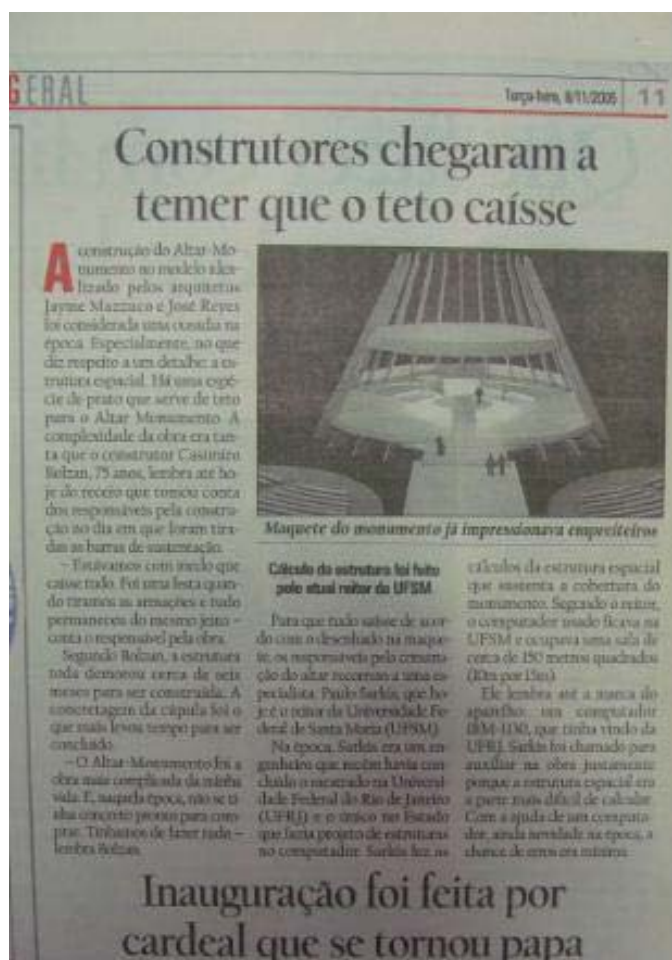 GERAL
Terça-feira, 8/11/2005
11
Construtores chegaram a
temer que o teto caísse
A construção do Altar-Mo-
numento no modelo idea-
lizado pelos arquitetos
Jayme Mazzuco e José Reyes
foi considerada uma ousadia na
época. Especialmente, no que
diz respeito a um detalhe: a es-
trutura espacial. Há uma espé-
cie de prato que serve de teto
para o Altar Monumento. A
complexidade da obra era tan-
ta que o construtor Casimiro
Bolzan, 75 anos, lembra até ho-
je do receio que tomou conta
dos responsáveis pela constru-
ção no dia em que foram tira-
das as barras de sustentação.
– Estávamos com medo que
caísse tudo. Foi uma festa quan-
do tiramos as armações e tudo
permaneceu do mesmo jeito –
conta o responsável pela obra.
Segundo Bolzan, a estrutura
toda demorou cerca de seis
meses para ser construída. A
concretagem da cúpula foi o
que mais levou tempo para ser
concluído.
– O Altar-Monumento foi a
obra mais complicada da minha
vida. E, naquela época, não se ti-
nha concreto pronto para com-
prar. Tínhamos de fazer tudo –
lembra Bolzan.
Maquete do monumento já impressionava empreiteiros
Cálculo da estrutura foi feito
pelo atual reitor da UFSM
Para que tudo saísse de acor-
do com o desenhado na maque-
te, os responsáveis pela constru-
ção do altar recorreram a uma es-
pecialista. Paulo Sarkis, que ho-
je é o reitor da Universidade Fe-
deral de Santa Maria (UFSM).
Na época, Sarkis era um en-
genheiro que recém havia con-
cluído o mestrado na Universi-
dade Federal do Rio de Janeiro
(UFRJ) e o único no Estado
que fazia projeto de estruturas
no computador. Sarkis fez os
cálculos da estrutura espacial
que sustenta a cobertura do
monumento. Segundo o reitor,
o computador usado ficava na
UFSM e ocupava uma sala de
cerca de 150 metros quadrados
(10m por 15m).
Ele lembra até a marca do
aparelho: um computador
IBM-1130, que tinha vindo da
UFRJ. Sarkis foi chamado para
auxiliar na obra justamente
porque a estrutura espacial era
a parte mais difícil de calcular.
Com a ajuda de um computa-
dor, ainda novidade na época, a
chance de erros era mínima.
Inauguração foi feita por
cardeal que se tornou papa